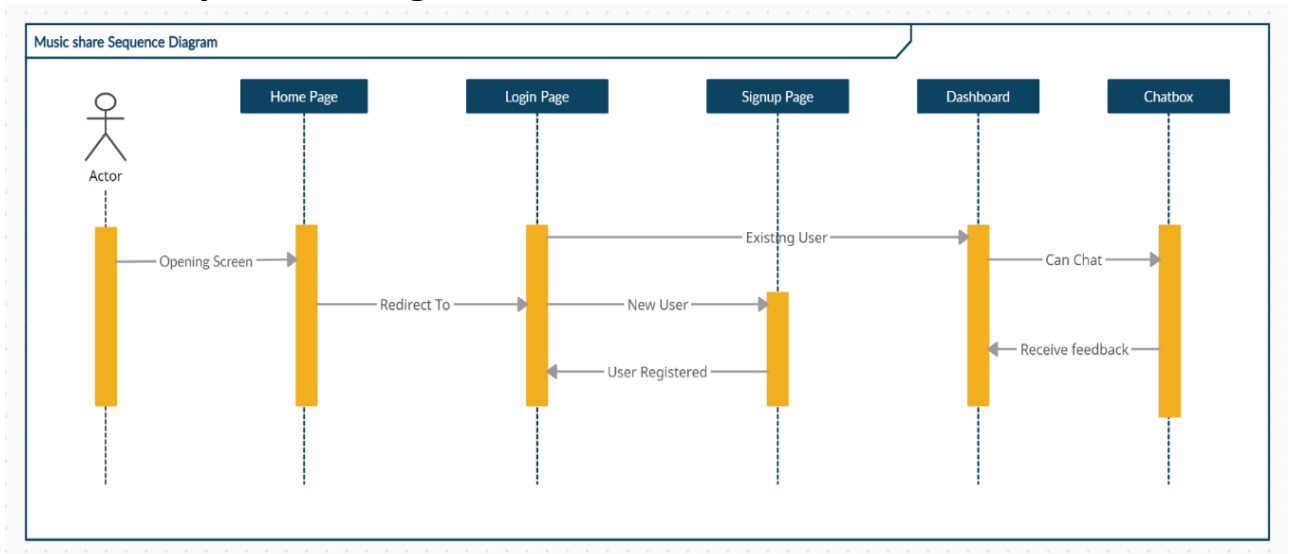 Music share Sequence Diagram
Home Page
Login Page
Signup Page
Dashboard
Chatbox
Actor
Existing User
Opening Screen
Can Chat
Redirect To
New User
Receive feedback
User Registered